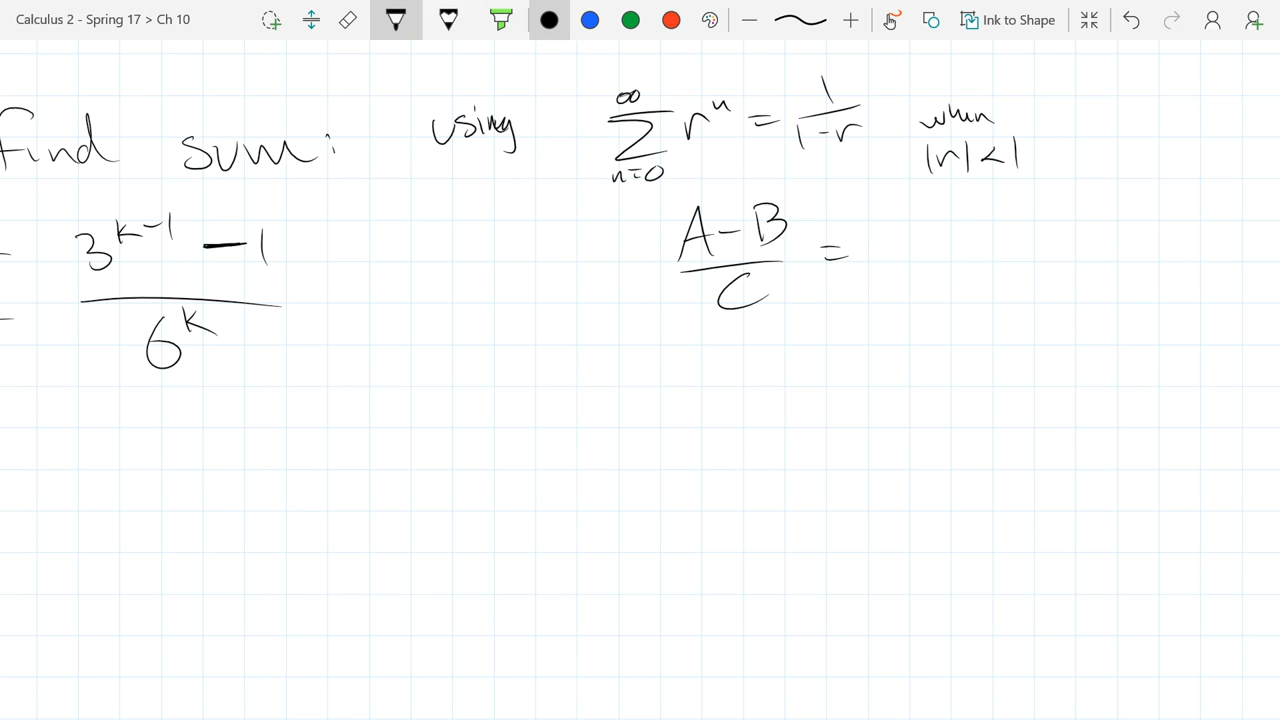 Calculus 2 - Spring 17 > Ch 10
Ink to Shape
Find sum: using ∞ ∑ n=0 r^n = 1/(1-r) when |r|<1
(3^(k-1) - 1)/6^k
(A-B)/C =